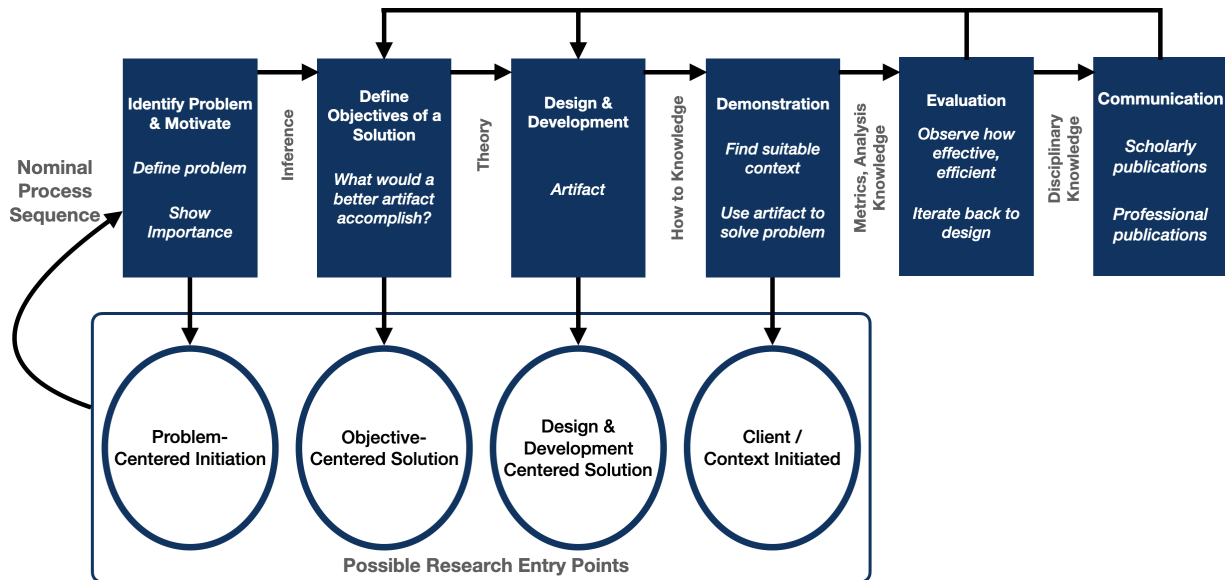 Nominal
Process
Sequence
Identify Problem
& Motivate
Define problem
Show
Importance
Inference
Define
Objectives of a
Solution
What would a
better artifact
accomplish?
Theory
Design &
Development
Artifact
How to Knowledge
Demonstration
Find suitable
context
Use artifact to
solve problem
Metrics, Analysis
Knowledge
Evaluation
Observe how
effective,
efficient
Iterate back to
design
Disciplinary
Knowledge
Communication
Scholarly
publications
Professional
publications
Problem-
Centered Initiation
Objective-
Centered Solution
Design &
Development
Centered Solution
Client /
Context Initiated
Possible Research Entry Points